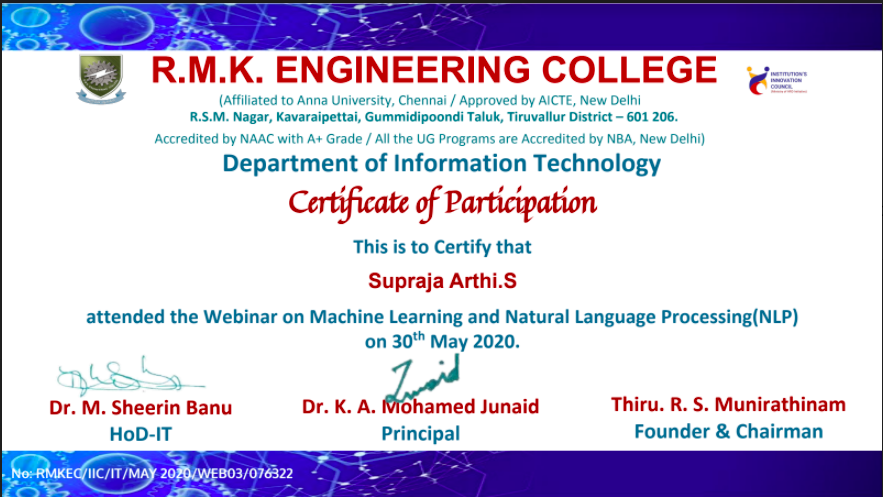 R.M.K. ENGINEERING COLLEGE
INSTITUTION'S
INNOVATION
COUNCIL
(Affiliated to Anna University, Chennai / Approved by AICTE, New Delhi
R.S.M. Nagar, Kavaraipettai, Gummidipoondi Taluk, Tiruvallur District – 601 206.
Accredited by NAAC with A+ Grade / All the UG Programs are Accredited by NBA, New Delhi)
Department of Information Technology
Certificate of Participation
This is to Certify that
Supraja Arthi.S
attended the Webinar on Machine Learning and Natural Language Processing(NLP)
on 30th May 2020.
Junaid
Dr. M. Sheerin Banu
Dr. K. A. Mohamed Junaid
Thiru. R. S. Munirathinam
HoD-IT
Principal
Founder & Chairman
No: RMKEC/IIC/IT/MAY 2020/WEB03/076322